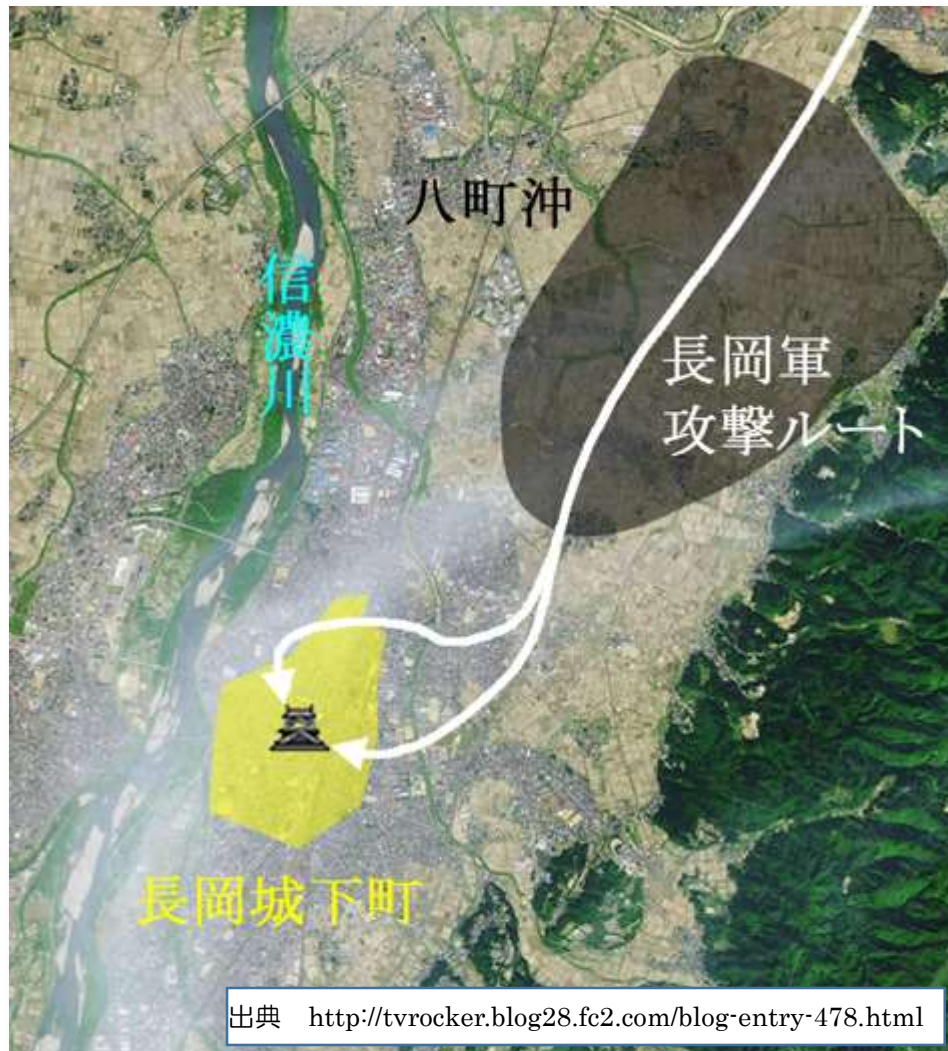 八町沖
信濃川
長岡軍
攻撃ルート
長岡城下町
出典　http://tvrocker.blog28.fc2.com/blog-entry-478.html